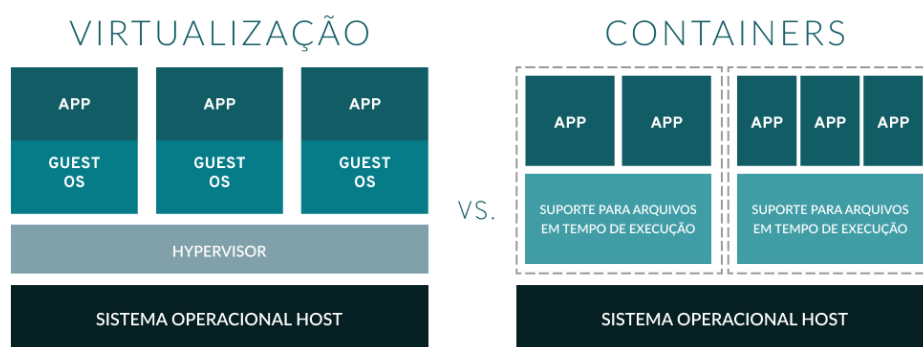 VIRTUALIZAÇÃO
APP
APP
APP
GUEST
OS
GUEST
OS
GUEST
OS
HYPERVISOR
SISTEMA OPERACIONAL HOST
VS.
CONTAINERS
APP
APP
APP
APP
APP
SUPORTE PARA ARQUIVOS
EM TEMPO DE EXECUÇÃO
SUPORTE PARA ARQUIVOS
EM TEMPO DE EXECUÇÃO
SISTEMA OPERACIONAL HOST